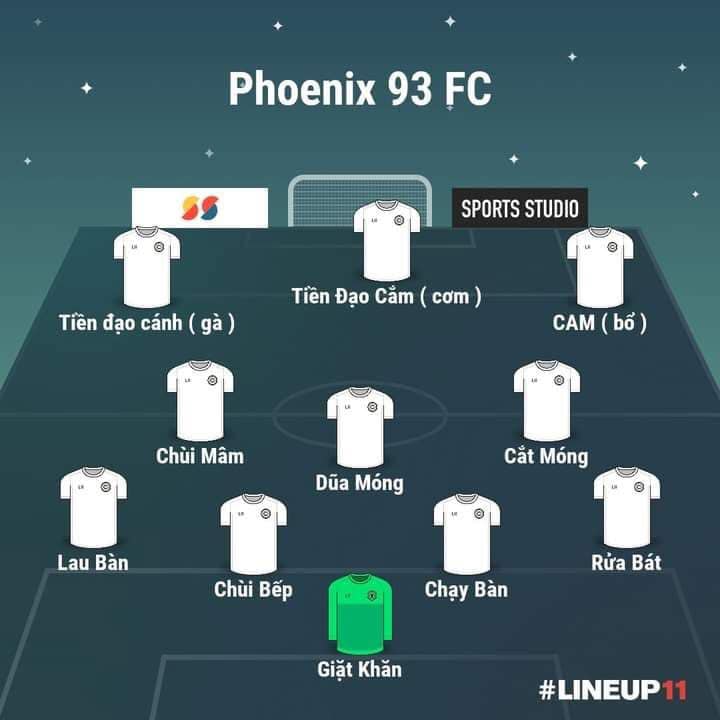 Phoenix 93 FC
SPORTS STUDIO
Tiền đạo cánh ( gà )
Tiền Đạo Cắm ( cơm )
CAM ( bổ )
Chùi Mâm
Dũa Móng
Cắt Móng
Lau Bàn
Chùi Bếp
Chạy Bàn
Rửa Bát
Giặt Khăn
#LINEUP11